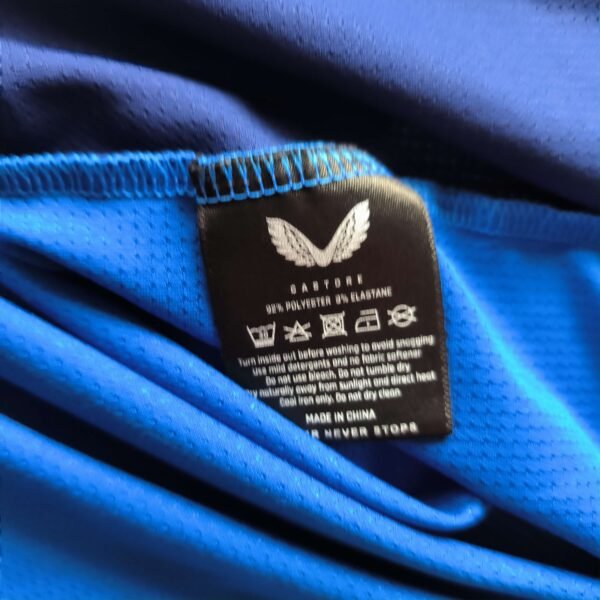 CASTORE
92% POLYESTER 8% ELASTANE
Turn inside out before washing to avoid snagging
Use mild detergents and no fabric softener
Do not use bleach. Do not tumble dry
naturally away from sunlight and direct heat
Cool iron only. Do not dry clean
MADE IN CHINA
NEVER STOPS